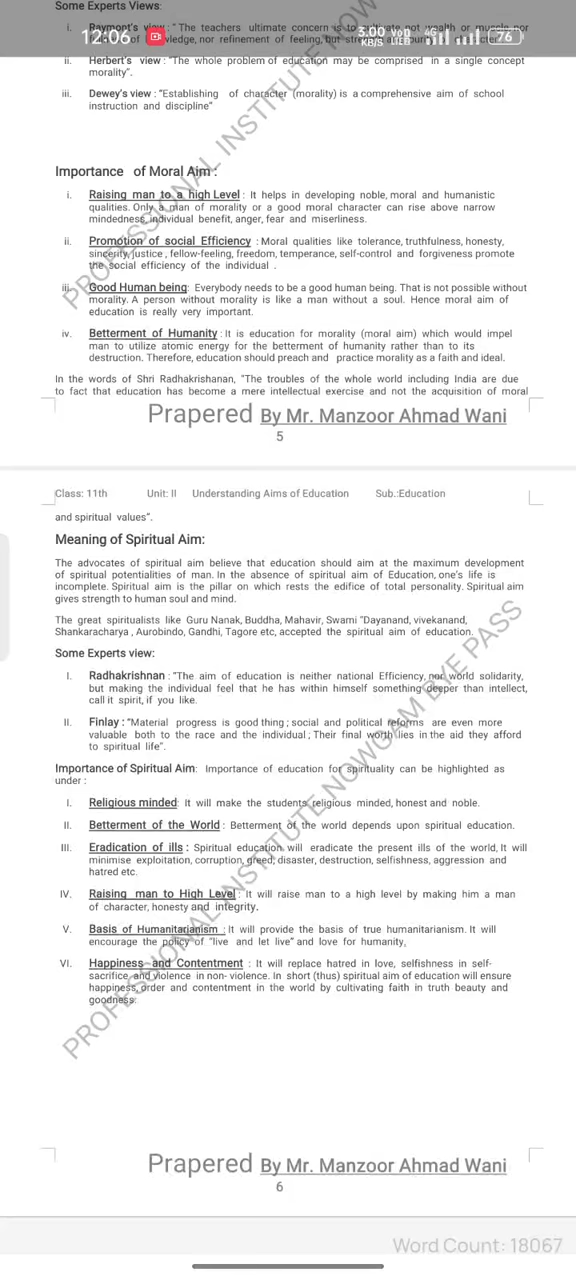 Some Experts Views:
i. Raymont's view : "The teachers ultimate concern is to cultivate not wealth or muscle nor
12:06 3.00 KB/S VoD LTE 4G 76
of knowledge, nor refinement of feeling, but strength and purity of character"
ii. Herbert's view : "The whole problem of education may be comprised in a single concept
morality".
iii. Dewey's view : "Establishing of character (morality) is a comprehensive aim of school
instruction and discipline"
Importance of Moral Aim :
i. Raising man to a high Level : It helps in developing noble, moral and humanistic
qualities. Only a man of morality or a good moral character can rise above narrow
mindedness, individual benefit, anger, fear and miserliness.
ii. Promotion of social Efficiency : Moral qualities like tolerance, truthfulness, honesty,
sincerity, justice , fellow-feeling, freedom, temperance, self-control and forgiveness promote
the social efficiency of the individual .
iii. Good Human being: Everybody needs to be a good human being. That is not possible without
morality. A person without morality is like a man without a soul. Hence moral aim of
education is really very important.
iv. Betterment of Humanity : It is education for morality (moral aim) which would impel
man to utilize atomic energy for the betterment of humanity rather than to its
destruction. Therefore, education should preach and practice morality as a faith and ideal.
In the words of Shri Radhakrishanan, "The troubles of the whole world including India are due
to fact that education has become a mere intellectual exercise and not the acquisition of moral
PROFESSIONAL INSTITUTE NOW
Prapered By Mr. Manzoor Ahmad Wani
5
Class: 11th Unit: II Understanding Aims of Education Sub.:Education
and spiritual values".
Meaning of Spiritual Aim:
The advocates of spiritual aim believe that education should aim at the maximum development
of spiritual potentialities of man. In the absence of spiritual aim of Education, one's life is
incomplete. Spiritual aim is the pillar on which rests the edifice of total personality. Spiritual aim
gives strength to human soul and mind.
The great spiritualists like Guru Nanak, Buddha, Mahavir, Swami "Dayanand, vivekanand,
Shankaracharya , Aurobindo, Gandhi, Tagore etc, accepted the spiritual aim of education.
Some Experts view:
I. Radhakrishnan : "The aim of education is neither national Efficiency, nor world solidarity,
but making the individual feel that he has within himself something deeper than intellect,
call it spirit, if you like.
II. Finlay : "Material progress is good thing ; social and political reforms are even more
valuable both to the race and the individual ; Their final worth lies in the aid they afford
to spiritual life".
Importance of Spiritual Aim: Importance of education for spirituality can be highlighted as
under :
I. Religious minded: It will make the students religious minded, honest and noble.
II. Betterment of the World : Betterment of the world depends upon spiritual education.
III. Eradication of ills : Spiritual education will eradicate the present ills of the world, It will
minimise exploitation, corruption, greed, disaster, destruction, selfishness, aggression and
hatred etc.
IV. Raising man to High Level : It will raise man to a high level by making him a man
of character, honesty and integrity.
V. Basis of Humanitarianism : It will provide the basis of true humanitarianism. It will
encourage the policy of "live and let live" and love for humanity,
VI. Happiness and Contentment : It will replace hatred in love, selfishness in self-
sacrifice, and violence in non- violence. In short (thus) spiritual aim of education will ensure
happiness, order and contentment in the world by cultivating faith in truth beauty and
goodness.
PROFESSIONAL INSTITUTE NOWGAM BYE PASS
Prapered By Mr. Manzoor Ahmad Wani
6
Word Count: 18067